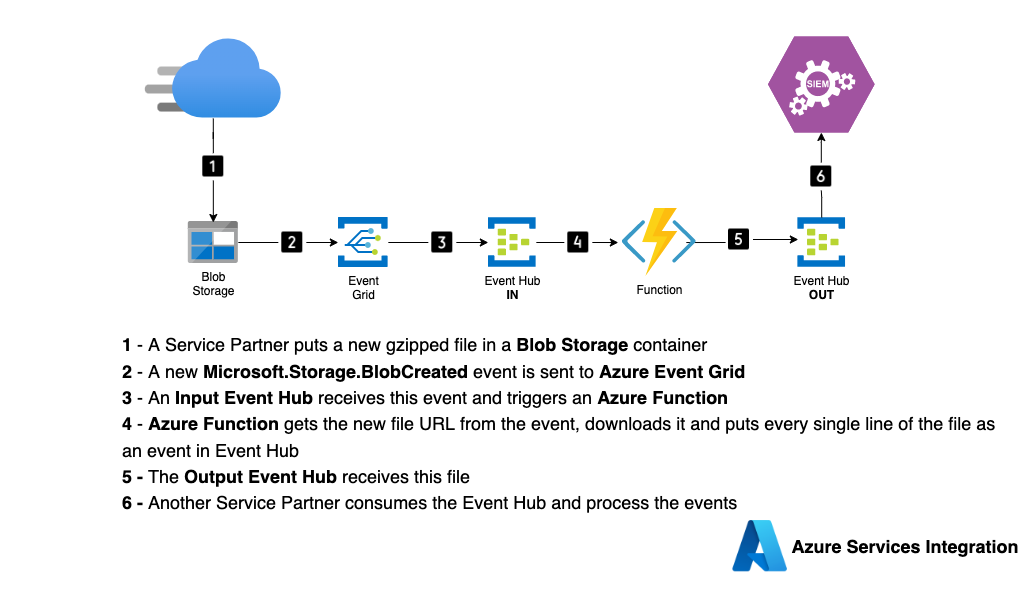 SIEM
1
6
2
3
4
5
Blob
Storage
Event
Grid
Event Hub
IN
Function
Event Hub
OUT
1 - A Service Partner puts a new gzipped file in a Blob Storage container
2 - A new Microsoft.Storage.BlobCreated event is sent to Azure Event Grid
3 - An Input Event Hub receives this event and triggers an Azure Function
4 - Azure Function gets the new file URL from the event, downloads it and puts every single line of the file as
an event in Event Hub
5 - The Output Event Hub receives this file
6 - Another Service Partner consumes the Event Hub and process the events
Azure Services Integration